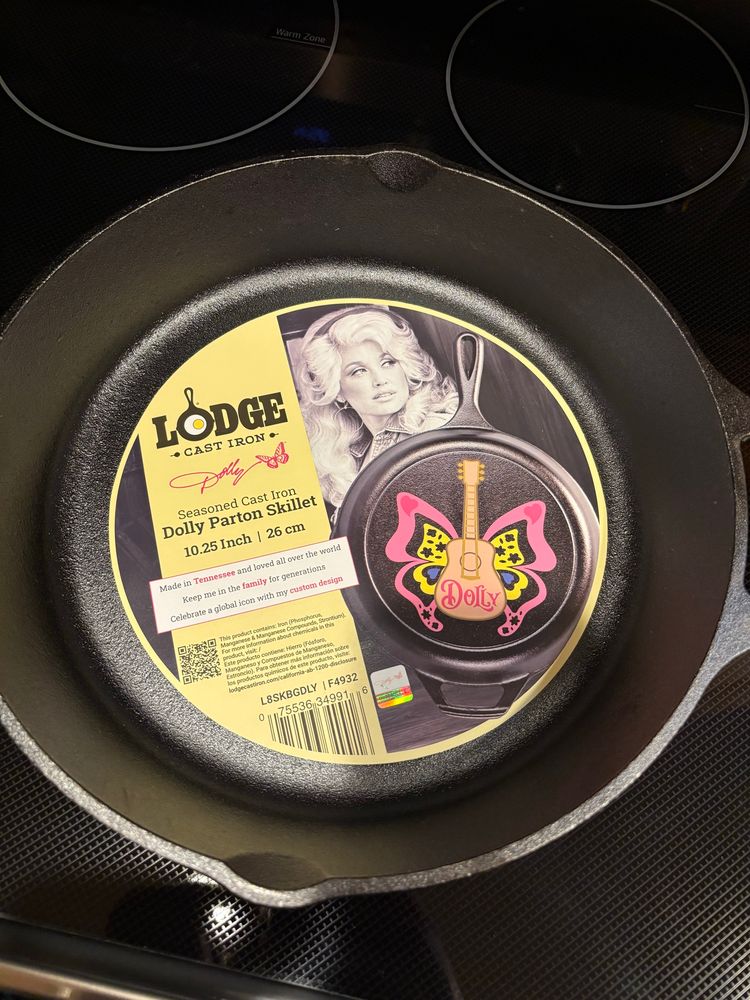 Warm Zone
LODGE
CAST IRON
Dolly
Seasoned Cast Iron
Dolly Parton Skillet
10.25 Inch | 26 cm
Made in Tennessee and loved all over the world
Keep me in the family for generations
Celebrate a global icon with my custom design
This product contains: Iron (Phosphorus,
Manganese & Manganese Compounds, Strontium).
For more information about chemicals in this
product, visit: /
Este producto contiene: Hierro (Fósforo,
Manganeso y Compuestos de Manganeso,
Estroncio). Para obtener más información sobre
los productos químicos de este producto, visite:
lodgecastiron.com/california-ab-1200-disclosure
L8SKBGDLY | F4932
0 75536 34991 6
DOLLY